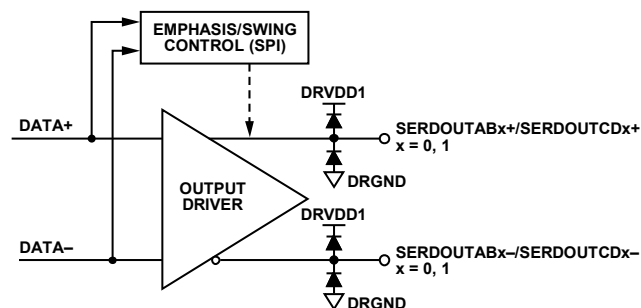 EMPHASIS/SWING
CONTROL (SPI)
DRVDD1
DATA+
SERDOUTABx+/SERDOUTCDx+
x = 0, 1
DRGND
OUTPUT
DRIVER
DRVDD1
DATA–
SERDOUTABx–/SERDOUTCDx–
x = 0, 1
DRGND